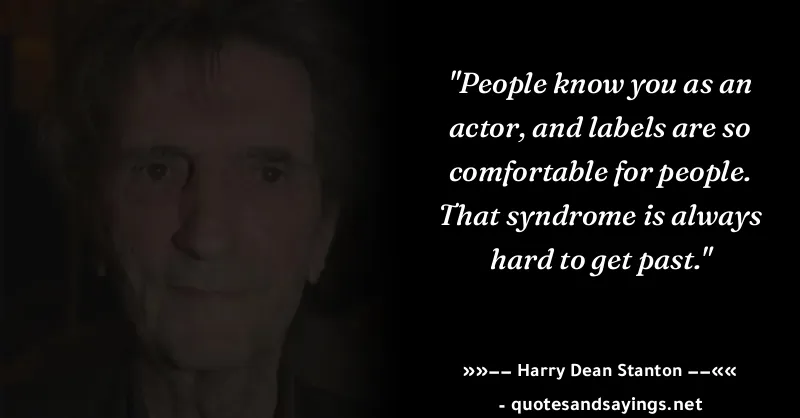 "People know you as an
actor, and labels are so
comfortable for people.
That syndrome is always
hard to get past."
»»–– Harry Dean Stanton ––««
- quotesandsayings.net